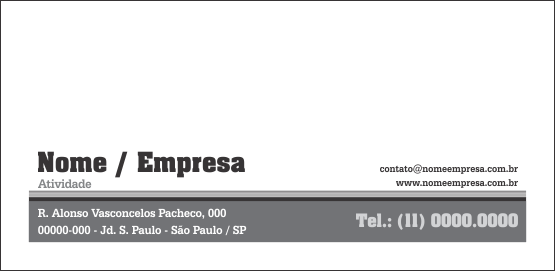 Nome / Empresa
Atividade
contato@nomeempresa.com.br
www.nomeempresa.com.br
R. Alonso Vasconcelos Pacheco, 000
00000-000 - Jd. S. Paulo - São Paulo / SP
Tel.: (11) 0000.0000